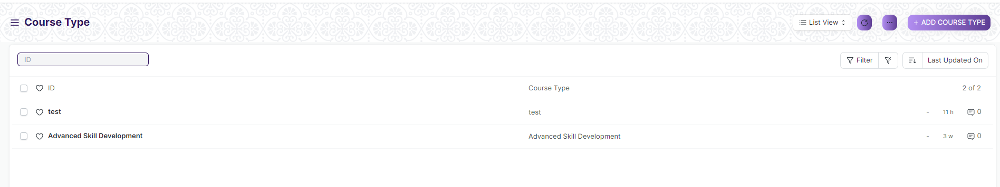 Course Type
List View
+ ADD COURSE TYPE
ID
Filter
Last Updated On
ID Course Type 2 of 2
test test - 11 h 0
Advanced Skill Development Advanced Skill Development - 3 w 0